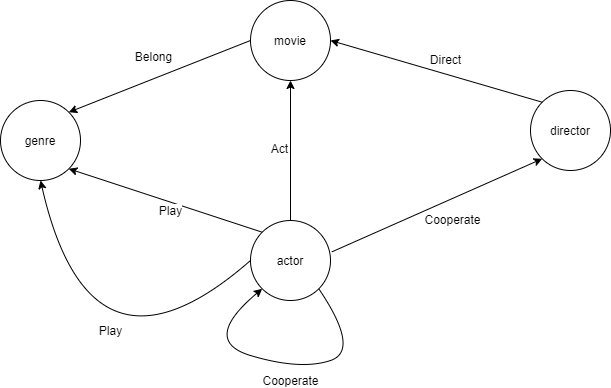 movie
Belong
Direct
director
genre
Act
Play
Cooperate
actor
Play
Cooperate